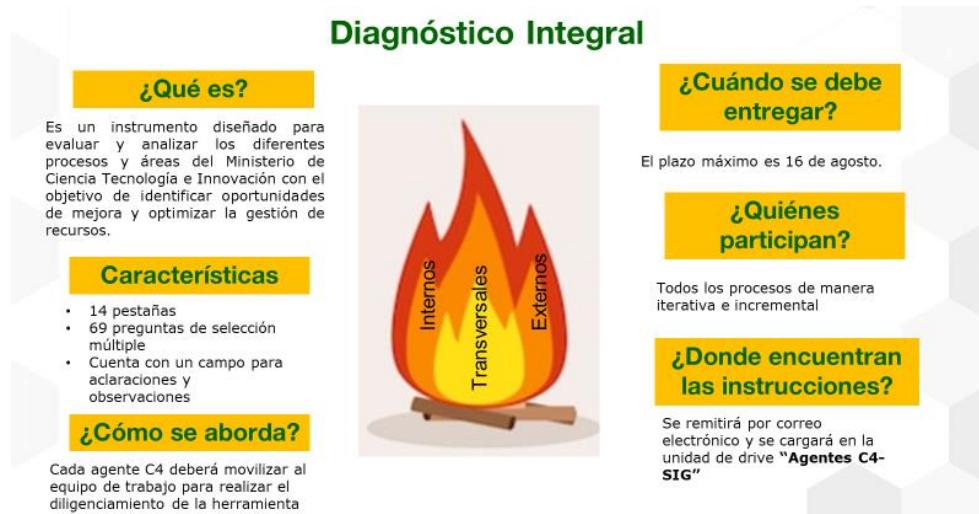 Diagnóstico Integral
¿Qué es?
Es un instrumento diseñado para
evaluar y analizar los diferentes
procesos y áreas del Ministerio de
Ciencia Tecnología e Innovación con el
objetivo de identificar oportunidades
de mejora y optimizar la gestión de
recursos.
Características
• 14 pestañas
• 69 preguntas de selección
múltiple
• Cuenta con un campo para
aclaraciones y
observaciones
¿Cómo se aborda?
Cada agente C4 deberá movilizar al
equipo de trabajo para realizar el
diligenciamiento de la herramienta
Internos
Transversales
Externos
¿Cuándo se debe
entregar?
El plazo máximo es 16 de agosto.
¿Quiénes
participan?
Todos los procesos de manera
iterativa e incremental
¿Donde encuentran
las instrucciones?
Se remitirá por correo
electrónico y se cargará en la
unidad de drive “Agentes C4-
SIG”